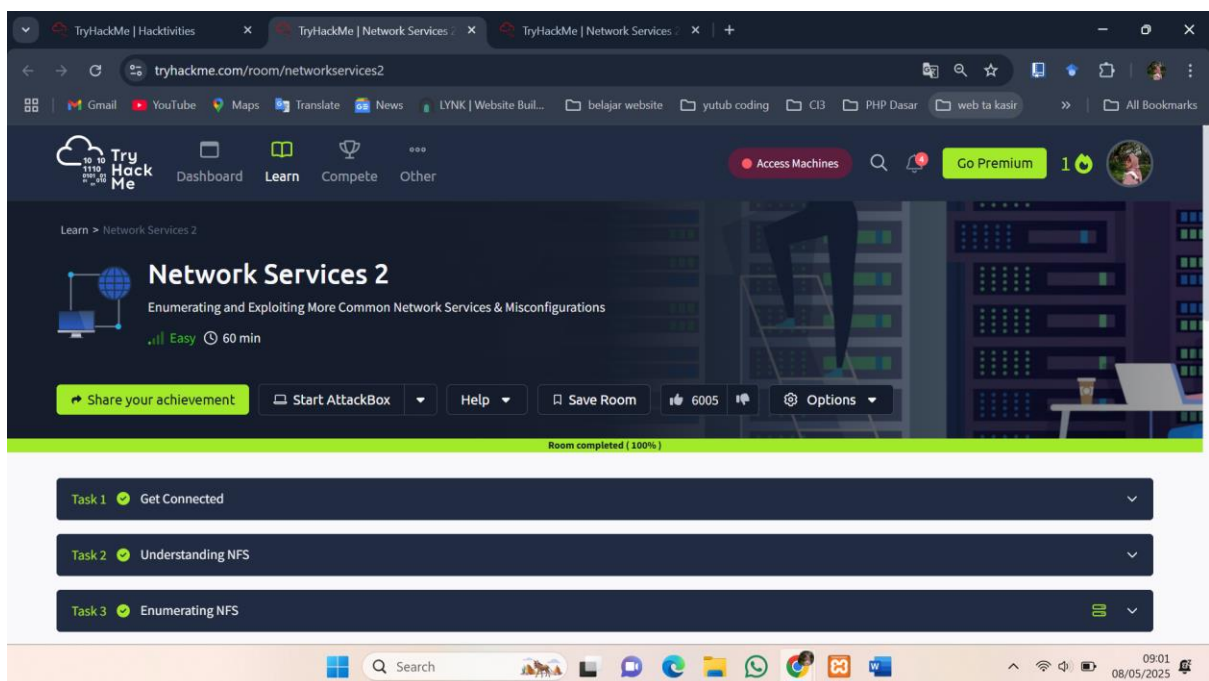 TryHackMe | Hacktivities
TryHackMe | Network Services 2
TryHackMe | Network Services 2
tryhackme.com/room/networkservices2
Gmail YouTube Maps Translate News LYNK | Website Buil... belajar website yutub coding CI3 PHP Dasar web ta kasir » All Bookmarks
Try Hack Me
Dashboard Learn Compete Other
Access Machines
Go Premium
1
Learn > Network Services 2
Network Services 2
Enumerating and Exploiting More Common Network Services & Misconfigurations
Easy 60 min
Share your achievement Start AttackBox Help Save Room 6005 Options
Room completed ( 100% )
Task 1 Get Connected
Task 2 Understanding NFS
Task 3 Enumerating NFS
Search
09:01
08/05/2025